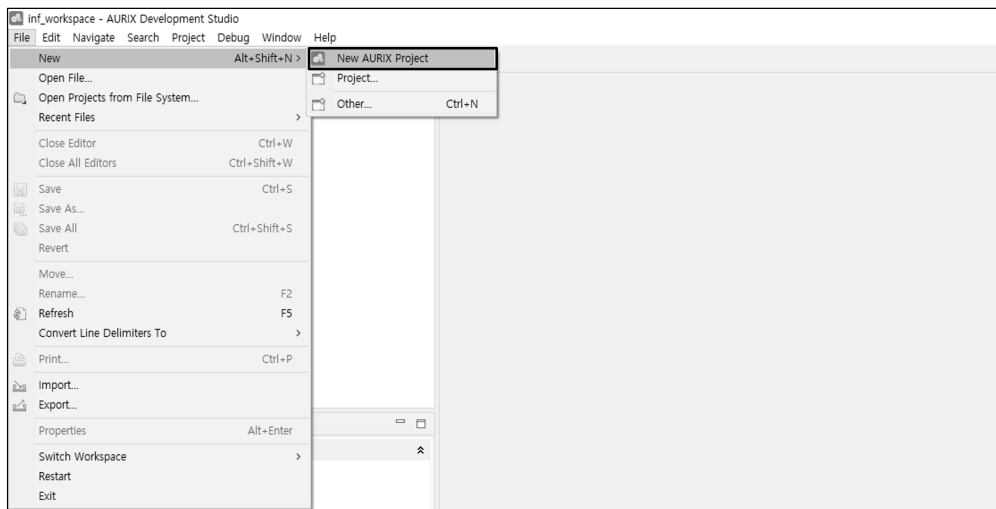 inf_workspace - AURIX Development Studio
File Edit Navigate Search Project Debug Window Help
New Alt+Shift+N >
Open File...
Open Projects from File System...
Recent Files >
Close Editor Ctrl+W
Close All Editors Ctrl+Shift+W
Save Ctrl+S
Save As...
Save All Ctrl+Shift+S
Revert
Move...
Rename... F2
Refresh F5
Convert Line Delimiters To >
Print... Ctrl+P
Import...
Export...
Properties Alt+Enter
Switch Workspace >
Restart
Exit
New AURIX Project
Project...
Other... Ctrl+N